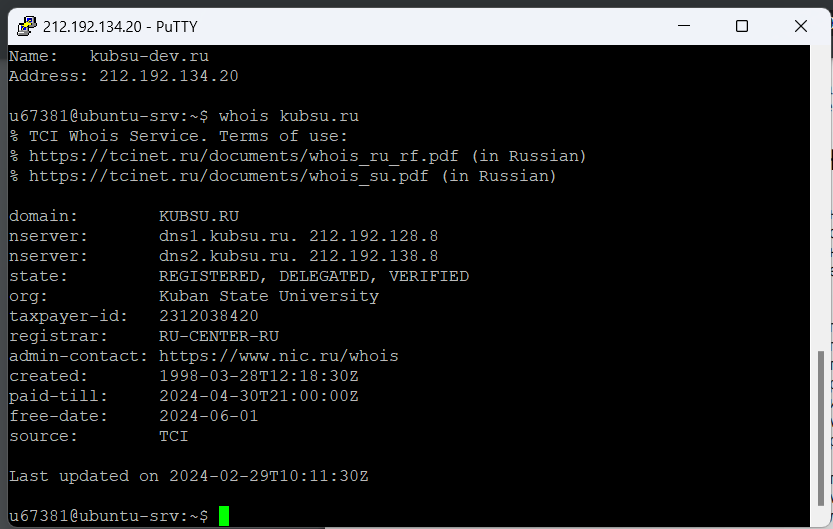 212.192.134.20 - PuTTY
Name:   kubsu-dev.ru
Address: 212.192.134.20

u67381@ubuntu-srv:~$ whois kubsu.ru
% TCI Whois Service. Terms of use:
% https://tcinet.ru/documents/whois_ru_rf.pdf (in Russian)
% https://tcinet.ru/documents/whois_su.pdf (in Russian)

domain:        KUBSU.RU
nserver:       dns1.kubsu.ru. 212.192.128.8
nserver:       dns2.kubsu.ru. 212.192.138.8
state:         REGISTERED, DELEGATED, VERIFIED
org:           Kuban State University
taxpayer-id:   2312038420
registrar:     RU-CENTER-RU
admin-contact: https://www.nic.ru/whois
created:       1998-03-28T12:18:30Z
paid-till:     2024-04-30T21:00:00Z
free-date:     2024-06-01
source:        TCI

Last updated on 2024-02-29T10:11:30Z

u67381@ubuntu-srv:~$